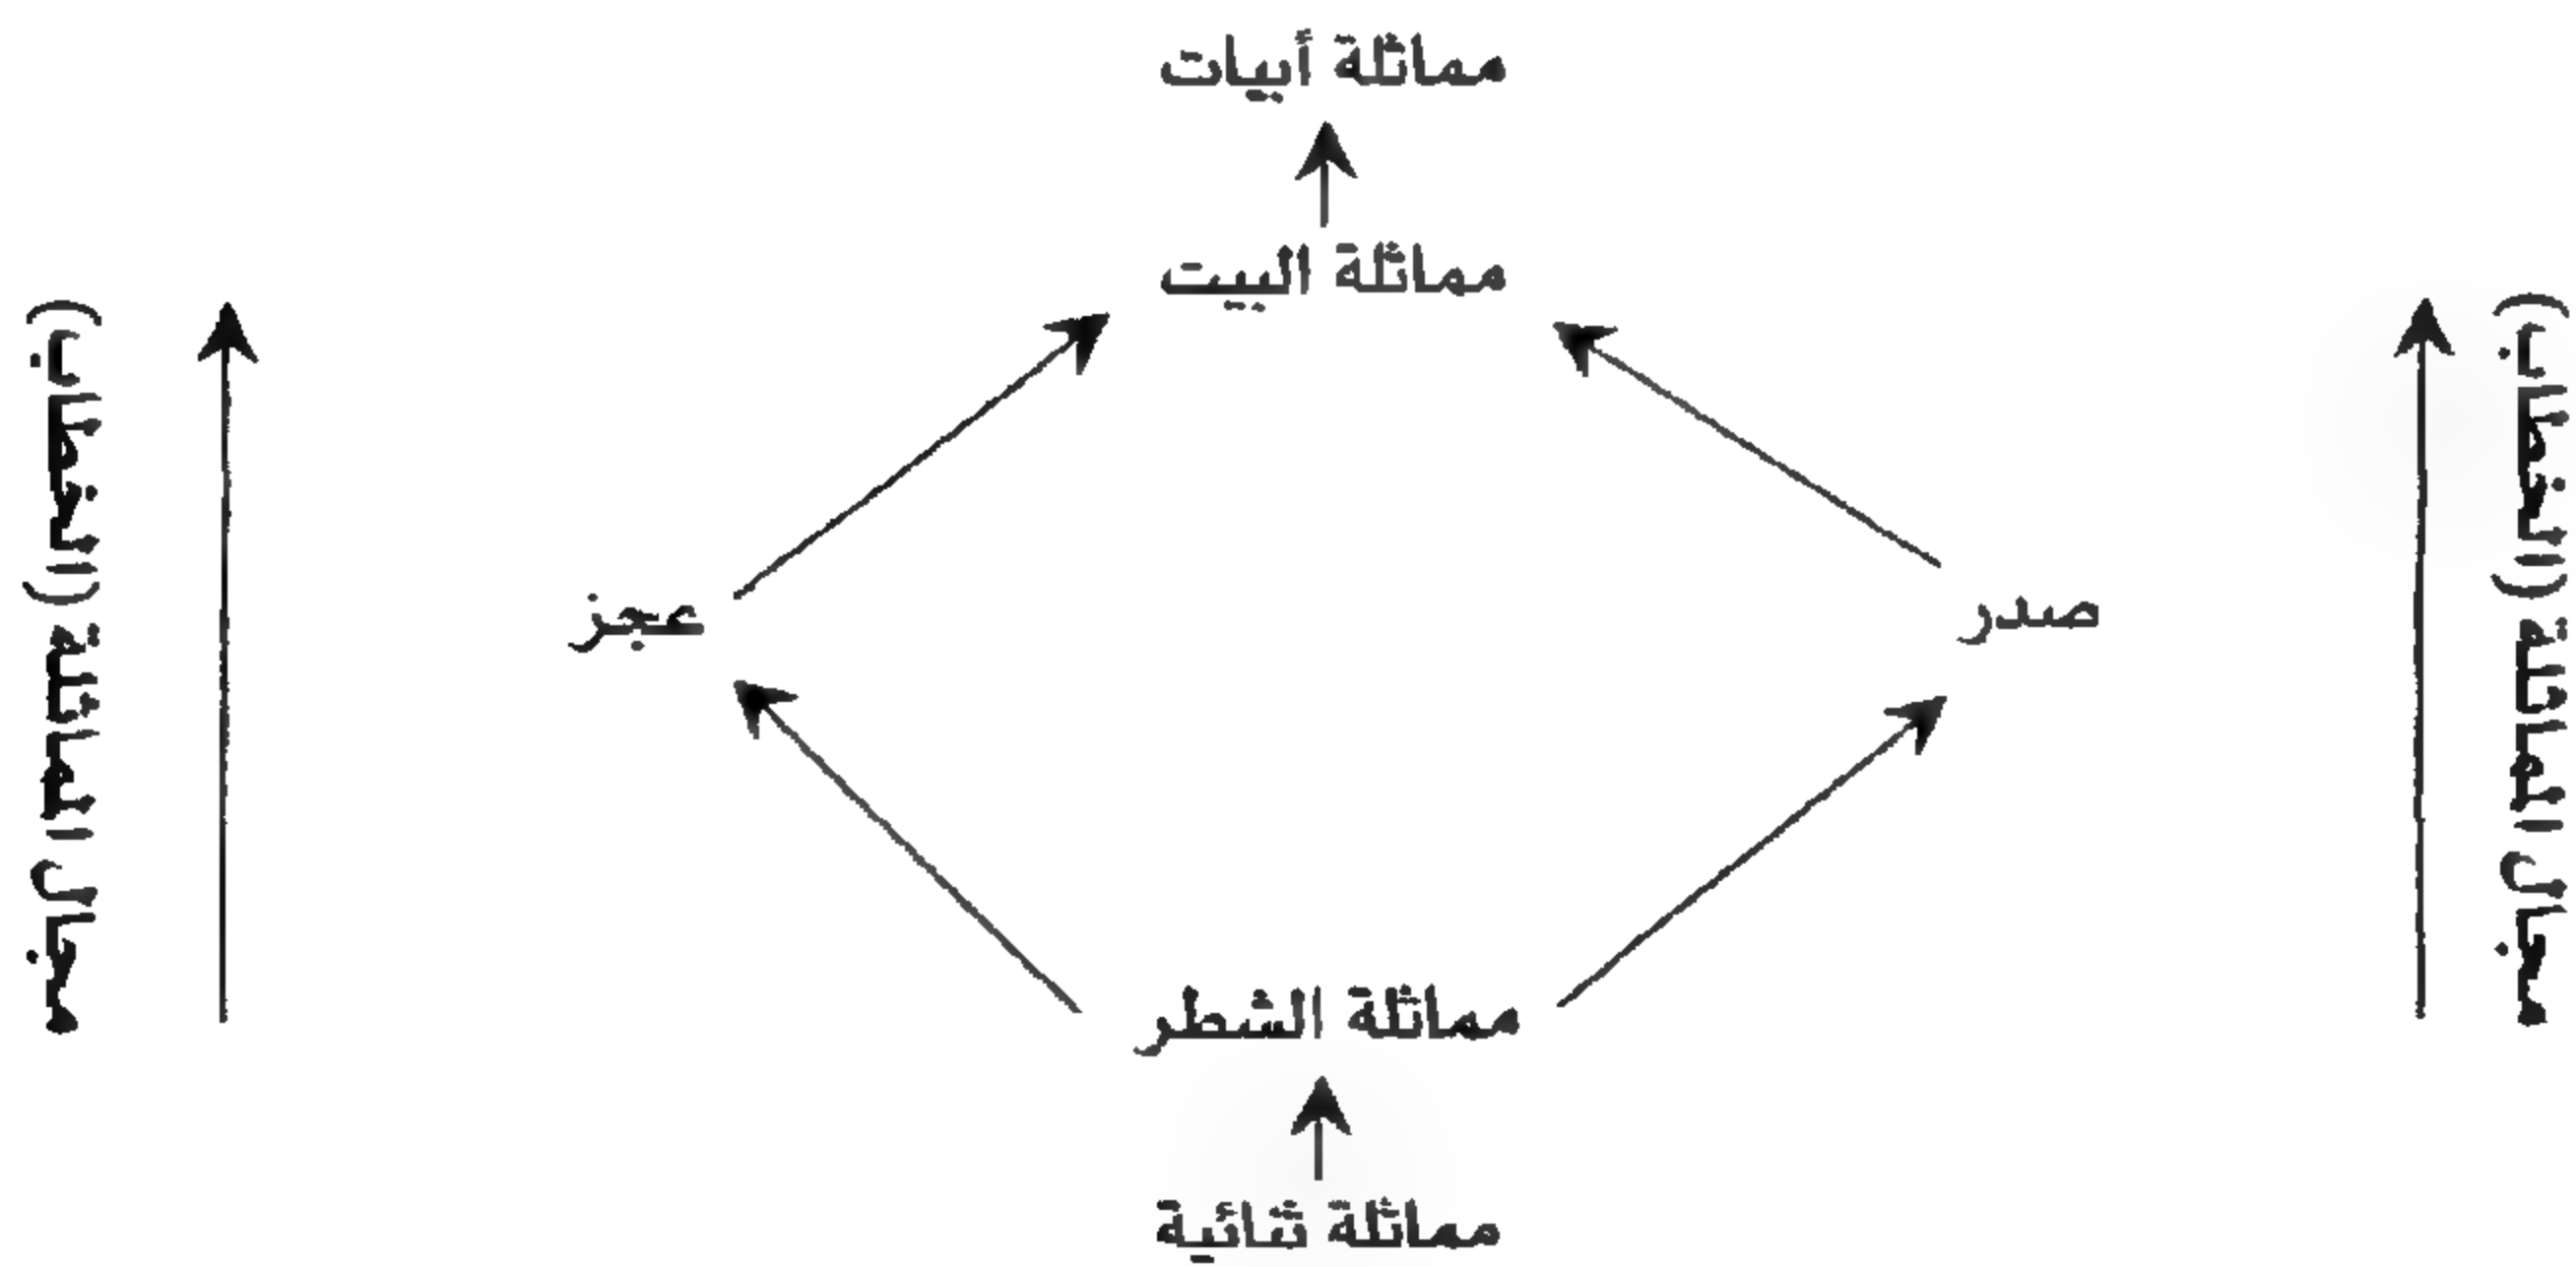 مماثلة أبيات
مماثلة البيت
مجال المماثلة (الخطاب)
مجال المماثلة (الخطاب)
صدر
عجز
مماثلة الشطر
مماثلة ثنائية